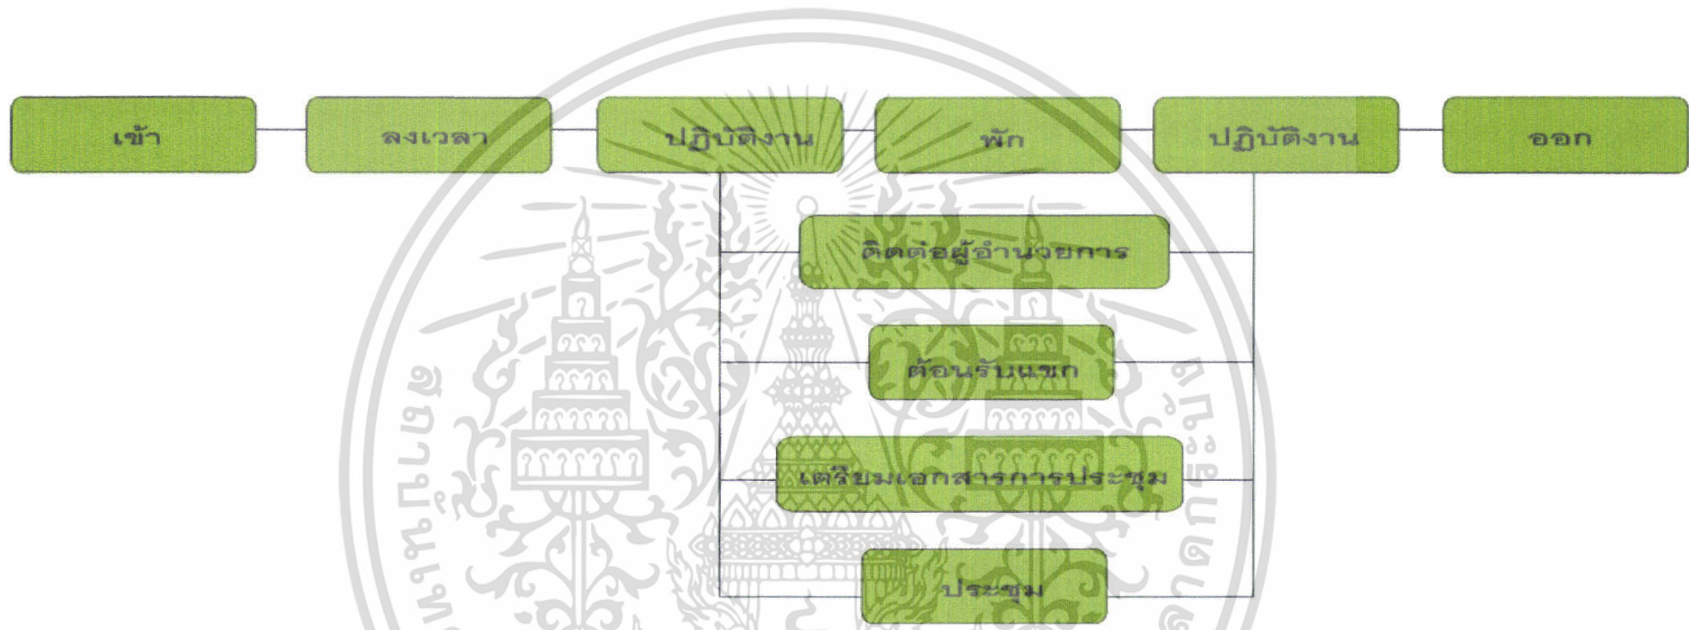 เข้า
ลงเวลา
ปฏิบัติงาน
พัก
ปฏิบัติงาน
ออก
ติดต่อผู้อำนวยการ
ต้อนรับแขก
เตรียมเอกสารการประชุม
ประชุม